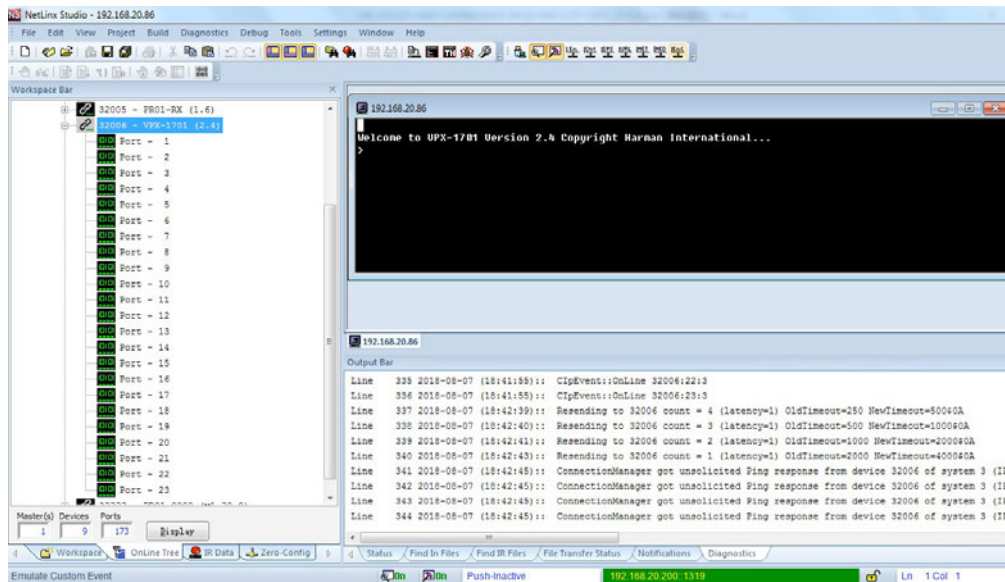 NetLinx Studio - 192.168.20.86
File Edit View Project Build Diagnostics Debug Tools Settings Window Help
Workspace Bar
32005 - PR01-RX (1.6)
32006 - VPX-1701 (2.4)
Port - 1
Port - 2
Port - 3
Port - 4
Port - 5
Port - 6
Port - 7
Port - 8
Port - 9
Port - 10
Port - 11
Port - 12
Port - 13
Port - 14
Port - 15
Port - 16
Port - 17
Port - 18
Port - 19
Port - 20
Port - 21
Port - 22
Port - 23
Master(s) Devices Ports
1 9 173 Display
Workspace OnLine Tree IR Data Zero-Config
192.168.20.86
Welcome to VPX-1701 Version 2.4 Copyright Harman International...
>
192.168.20.86
Output Bar
Line 335 2018-08-07 (18:41:55):: CIpEvent::OnLine 32006:22:3
Line 336 2018-08-07 (18:41:55):: CIpEvent::OnLine 32006:23:3
Line 337 2018-08-07 (18:42:39):: Resending to 32006 count = 4 (latency=1) OldTimeout=250 NewTimeout=500$0A
Line 338 2018-08-07 (18:42:40):: Resending to 32006 count = 3 (latency=1) OldTimeout=500 NewTimeout=1000$0A
Line 339 2018-08-07 (18:42:41):: Resending to 32006 count = 2 (latency=1) OldTimeout=1000 NewTimeout=2000$0A
Line 340 2018-08-07 (18:42:43):: Resending to 32006 count = 1 (latency=1) OldTimeout=2000 NewTimeout=4000$0A
Line 341 2018-08-07 (18:42:45):: ConnectionManager got unsolicited Ping response from device 32006 of system 3 (I
Line 342 2018-08-07 (18:42:45):: ConnectionManager got unsolicited Ping response from device 32006 of system 3 (I
Line 343 2018-08-07 (18:42:45):: ConnectionManager got unsolicited Ping response from device 32006 of system 3 (I
Line 344 2018-08-07 (18:42:45):: ConnectionManager got unsolicited Ping response from device 32006 of system 3 (I
Status Find In Files Find IR Files File Transfer Status Notifications Diagnostics
Emulate Custom Event On On Push-Inactive 192.168.20.200::1319 Ln 1 Col 1